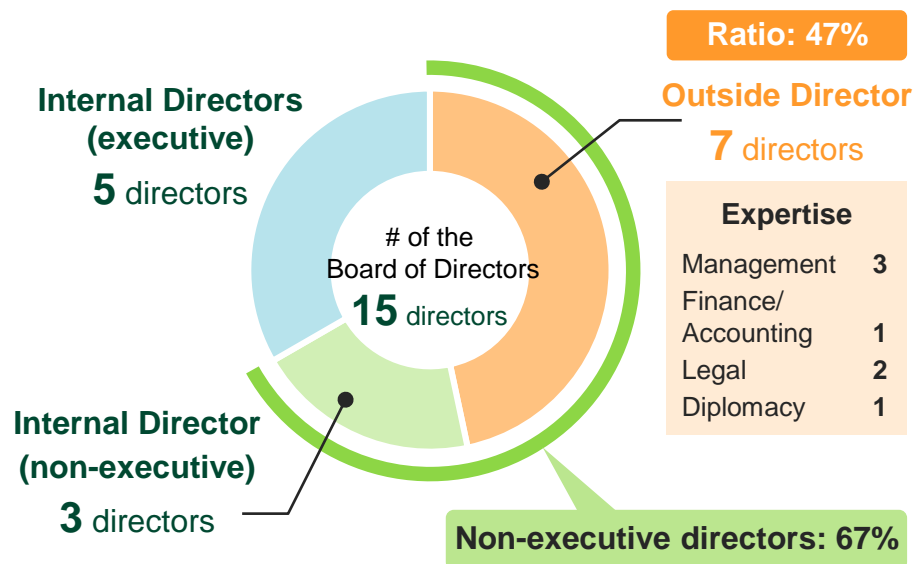 Ratio: 47%
Outside Director
7 directors
Internal Directors
(executive)
5 directors
# of the
Board of Directors
15 directors
Expertise
Management 3
Finance/
Accounting 1
Legal 2
Diplomacy 1
Internal Director
(non-executive)
3 directors
Non-executive directors: 67%